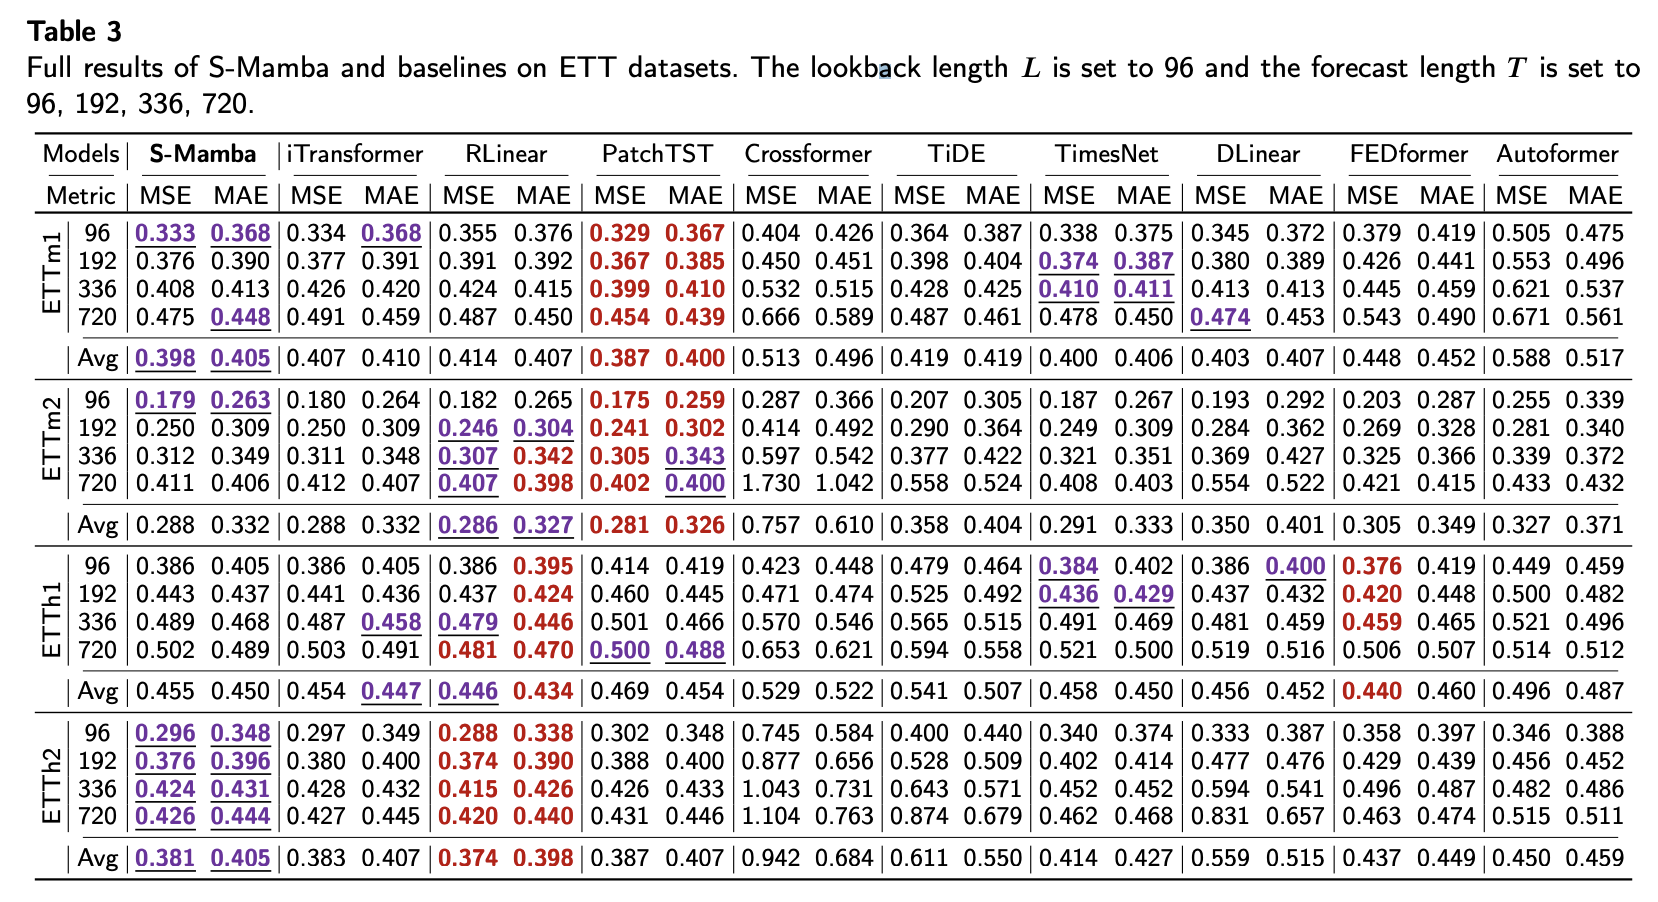 Table 3
Full results of S-Mamba and baselines on ETT datasets. The lookback length L is set to 96 and the forecast length T is set to
96, 192, 336, 720.
Models S-Mamba iTransformer RLinear PatchTST Crossformer TiDE TimesNet DLinear FEDformer Autoformer
Metric MSE MAE MSE MAE MSE MAE MSE MAE MSE MAE MSE MAE MSE MAE MSE MAE MSE MAE MSE MAE
ETTm1
96 0.333 0.368 0.334 0.368 0.355 0.376 0.329 0.367 0.404 0.426 0.364 0.387 0.338 0.375 0.345 0.372 0.379 0.419 0.505 0.475
192 0.376 0.390 0.377 0.391 0.391 0.392 0.367 0.385 0.450 0.451 0.398 0.404 0.374 0.387 0.380 0.389 0.426 0.441 0.553 0.496
336 0.408 0.413 0.426 0.420 0.424 0.415 0.399 0.410 0.532 0.515 0.428 0.425 0.410 0.411 0.413 0.413 0.445 0.459 0.621 0.537
720 0.475 0.448 0.491 0.459 0.487 0.450 0.454 0.439 0.666 0.589 0.487 0.461 0.478 0.450 0.474 0.453 0.543 0.490 0.671 0.561
Avg 0.398 0.405 0.407 0.410 0.414 0.407 0.387 0.400 0.513 0.496 0.419 0.419 0.400 0.406 0.403 0.407 0.448 0.452 0.588 0.517
ETTm2
96 0.179 0.263 0.180 0.264 0.182 0.265 0.175 0.259 0.287 0.366 0.207 0.305 0.187 0.267 0.193 0.292 0.203 0.287 0.255 0.339
192 0.250 0.309 0.250 0.309 0.246 0.304 0.241 0.302 0.414 0.492 0.290 0.364 0.249 0.309 0.284 0.362 0.269 0.328 0.281 0.340
336 0.312 0.349 0.311 0.348 0.307 0.342 0.305 0.343 0.597 0.542 0.377 0.422 0.321 0.351 0.369 0.427 0.325 0.366 0.339 0.372
720 0.411 0.406 0.412 0.407 0.407 0.398 0.402 0.400 1.730 1.042 0.558 0.524 0.408 0.403 0.554 0.522 0.421 0.415 0.433 0.432
Avg 0.288 0.332 0.288 0.332 0.286 0.327 0.281 0.326 0.757 0.610 0.358 0.404 0.291 0.333 0.350 0.401 0.305 0.349 0.327 0.371
ETTh1
96 0.386 0.405 0.386 0.405 0.386 0.395 0.414 0.419 0.423 0.448 0.479 0.464 0.384 0.402 0.386 0.400 0.376 0.419 0.449 0.459
192 0.443 0.437 0.441 0.436 0.437 0.424 0.460 0.445 0.471 0.474 0.525 0.492 0.436 0.429 0.437 0.432 0.420 0.448 0.500 0.482
336 0.489 0.468 0.487 0.458 0.479 0.446 0.501 0.466 0.570 0.546 0.565 0.515 0.491 0.469 0.481 0.459 0.459 0.465 0.521 0.496
720 0.502 0.489 0.503 0.491 0.481 0.470 0.500 0.488 0.653 0.621 0.594 0.558 0.521 0.500 0.519 0.516 0.506 0.507 0.514 0.512
Avg 0.455 0.450 0.454 0.447 0.446 0.434 0.469 0.454 0.529 0.522 0.541 0.507 0.458 0.450 0.456 0.452 0.440 0.460 0.496 0.487
ETTh2
96 0.296 0.348 0.297 0.349 0.288 0.338 0.302 0.348 0.745 0.584 0.400 0.440 0.340 0.374 0.333 0.387 0.358 0.397 0.346 0.388
192 0.376 0.396 0.380 0.400 0.374 0.390 0.388 0.400 0.877 0.656 0.528 0.509 0.402 0.414 0.477 0.476 0.429 0.439 0.456 0.452
336 0.424 0.431 0.428 0.432 0.415 0.426 0.426 0.433 1.043 0.731 0.643 0.571 0.452 0.452 0.594 0.541 0.496 0.487 0.482 0.486
720 0.426 0.444 0.427 0.445 0.420 0.440 0.431 0.446 1.104 0.763 0.874 0.679 0.462 0.468 0.831 0.657 0.463 0.474 0.515 0.511
Avg 0.381 0.405 0.383 0.407 0.374 0.398 0.387 0.407 0.942 0.684 0.611 0.550 0.414 0.427 0.559 0.515 0.437 0.449 0.450 0.459